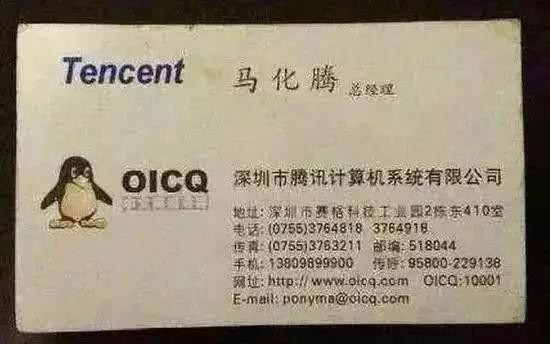 Tencent
马化腾 总经理
OICQ
深圳市腾讯计算机系统有限公司
地址: 深圳市赛格科技工业园2栋东410室
电话: (0755)3764818 3764918
传真: (0755)3763211 邮编: 518044
手机: 13809899900 传呼: 95800-229138
网址: http://www.oicq.com OICQ:10001
E-mail: ponyma@oicq.com